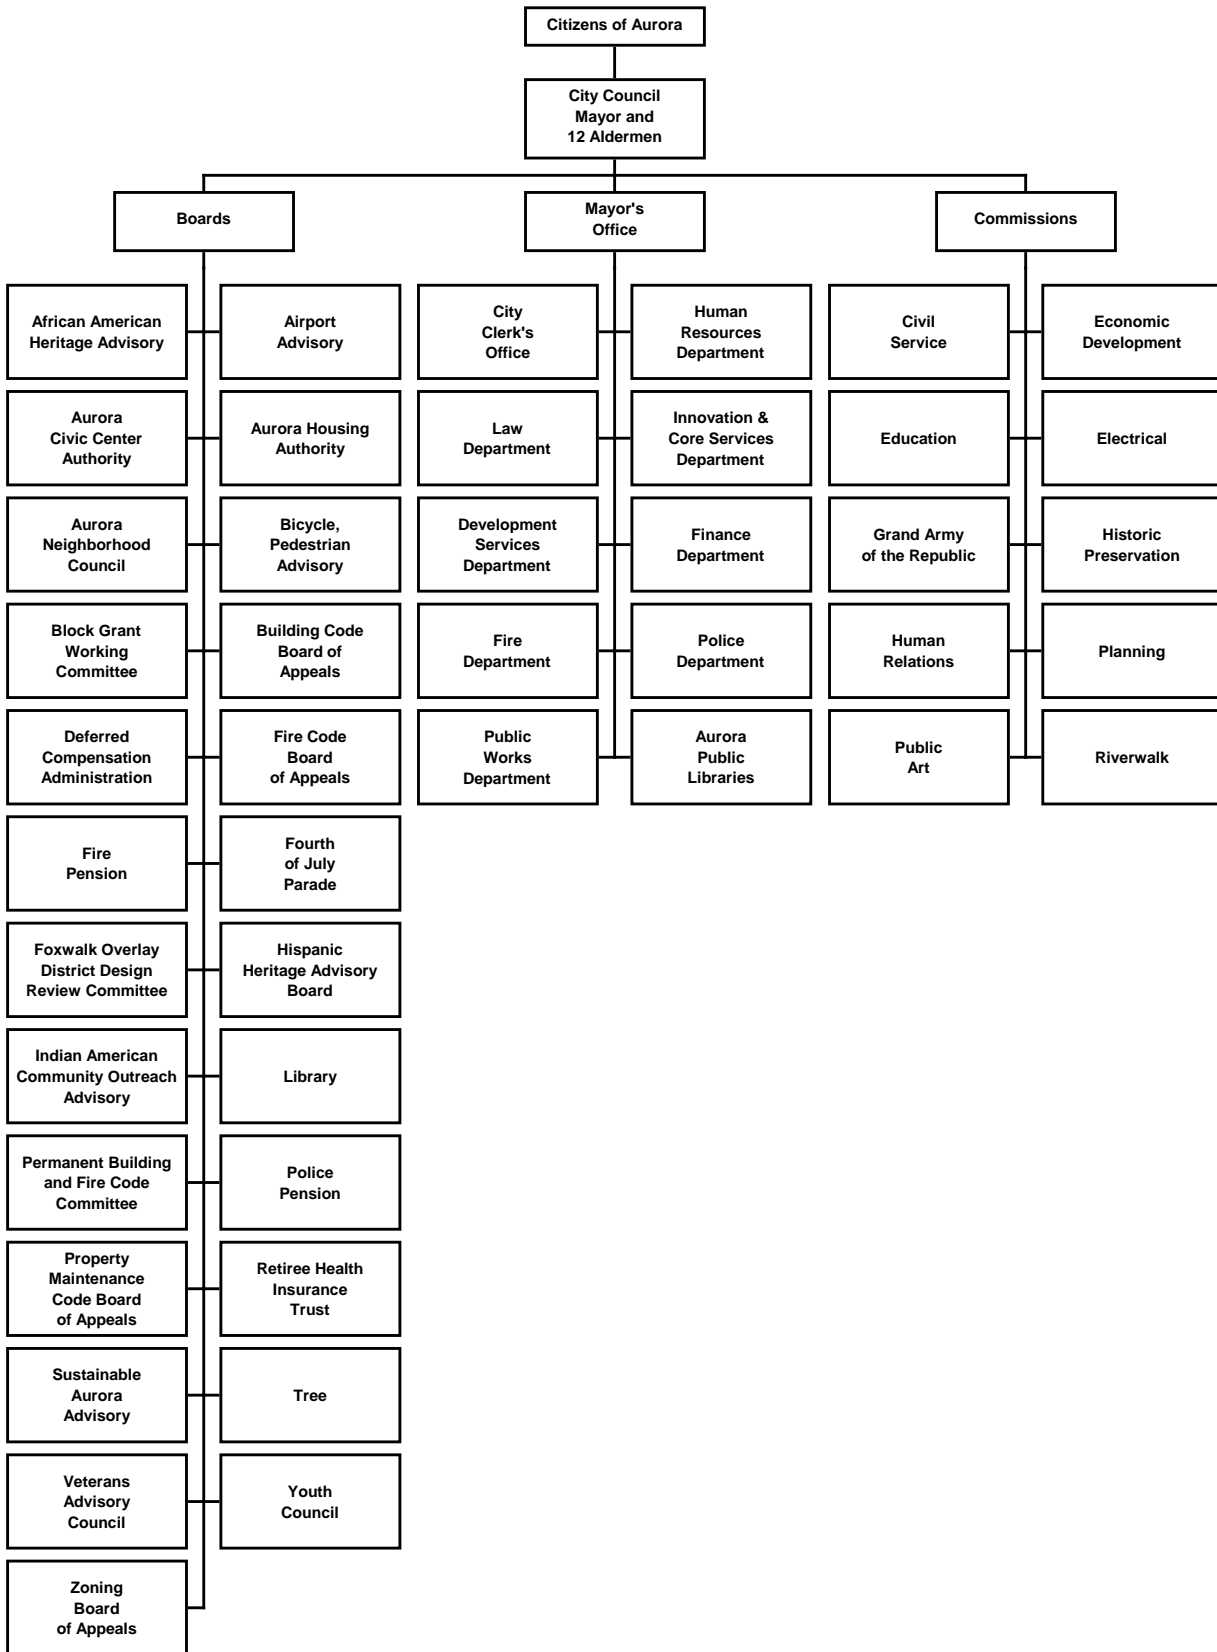 Citizens of Aurora
City Council
Mayor and
12 Aldermen
Boards
Mayor's
Office
Commissions
African American
Heritage Advisory
Airport
Advisory
City
Clerk's
Office
Human
Resources
Department
Civil
Service
Economic
Development
Aurora
Civic Center
Authority
Aurora Housing
Authority
Law
Department
Innovation &
Core Services
Department
Education
Electrical
Aurora
Neighborhood
Council
Bicycle,
Pedestrian
Advisory
Development
Services
Department
Finance
Department
Grand Army
of the Republic
Historic
Preservation
Block Grant
Working
Committee
Building Code
Board of
Appeals
Fire
Department
Police
Department
Human
Relations
Planning
Deferred
Compensation
Administration
Fire Code
Board
of Appeals
Public
Works
Department
Aurora
Public
Libraries
Public
Art
Riverwalk
Fire
Pension
Fourth
of July
Parade
Foxwalk Overlay
District Design
Review Committee
Hispanic
Heritage Advisory
Board
Indian American
Community Outreach
Advisory
Library
Permanent Building
and Fire Code
Committee
Police
Pension
Property
Maintenance
Code Board
of Appeals
Retiree Health
Insurance
Trust
Sustainable
Aurora
Advisory
Tree
Veterans
Advisory
Council
Youth
Council
Zoning
Board
of Appeals